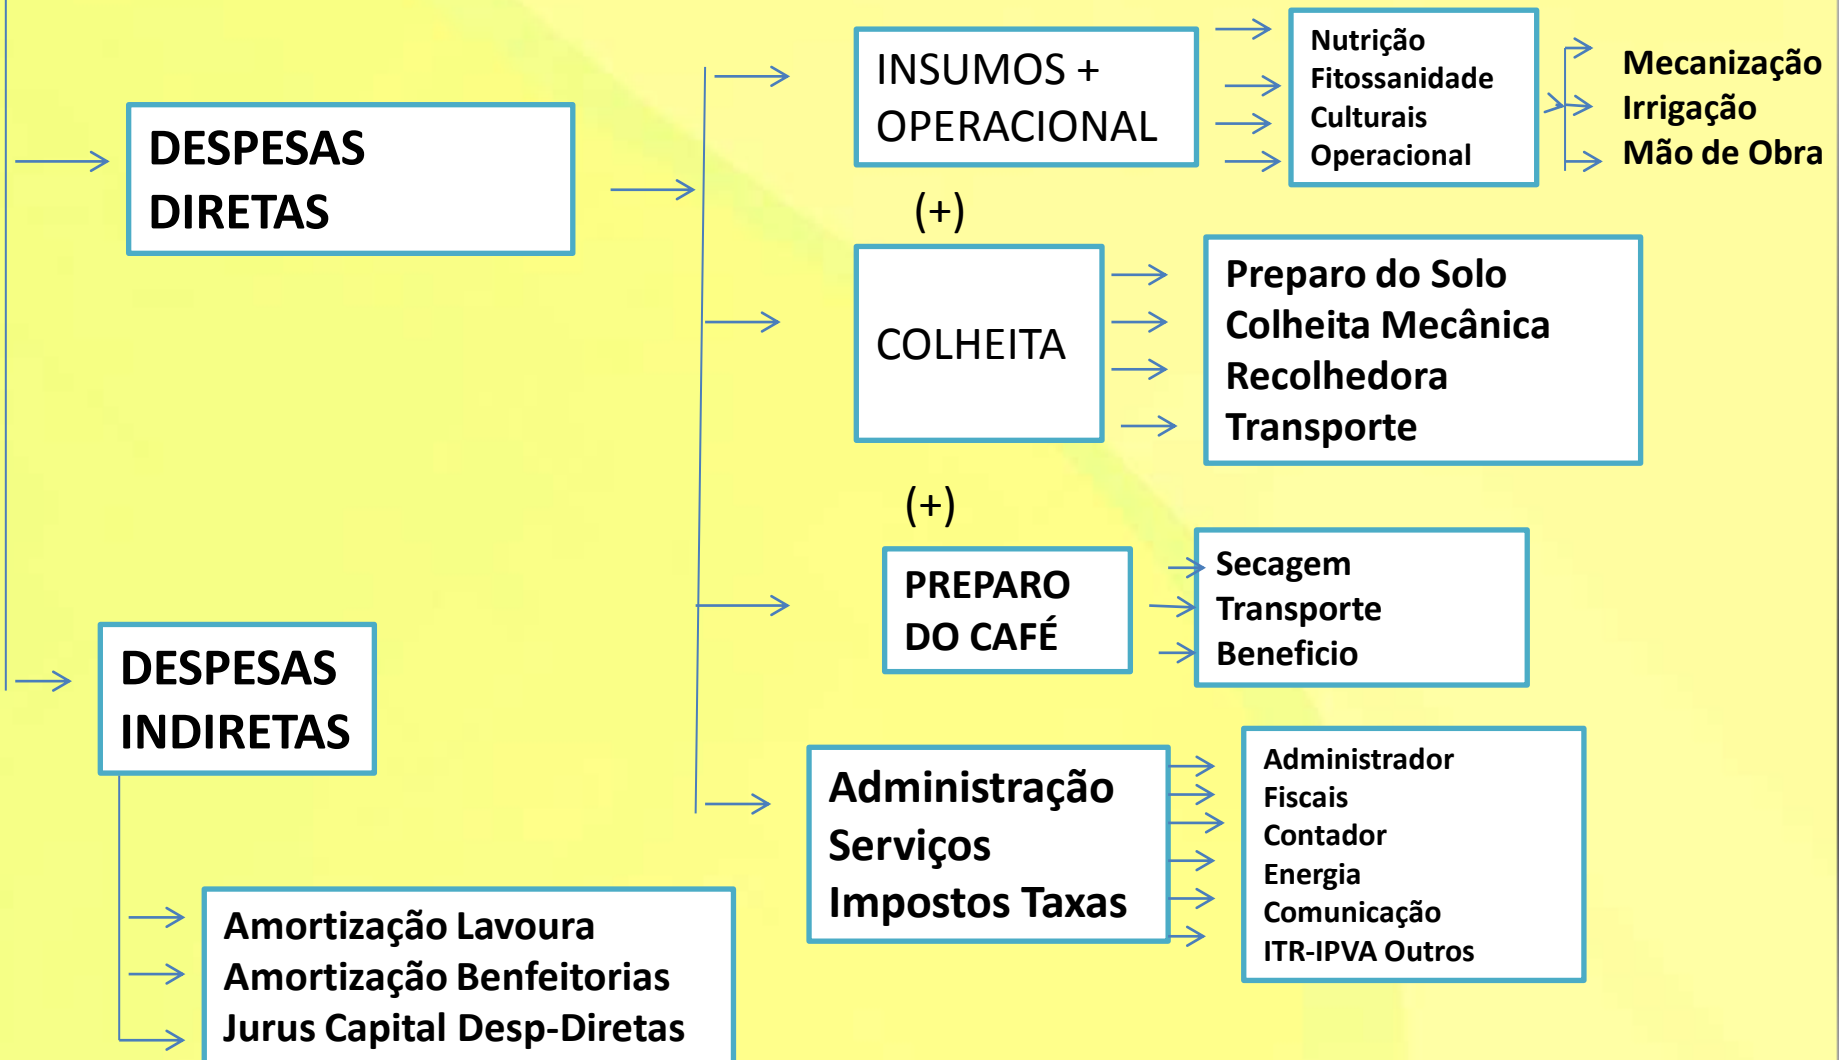 DESPESAS
DIRETAS
INSUMOS +
OPERACIONAL
Nutrição
Fitossanidade
Culturais
Operacional
Mecanização
Irrigação
Mão de Obra
(+)
COLHEITA
Preparo do Solo
Colheita Mecânica
Recolhedora
Transporte
(+)
PREPARO
DO CAFÉ
Secagem
Transporte
Beneficio
DESPESAS
INDIRETAS
Administração
Serviços
Impostos Taxas
Administrador
Fiscais
Contador
Energia
Comunicação
ITR-IPVA Outros
Amortização Lavoura
Amortização Benfeitorias
Jurus Capital Desp-Diretas